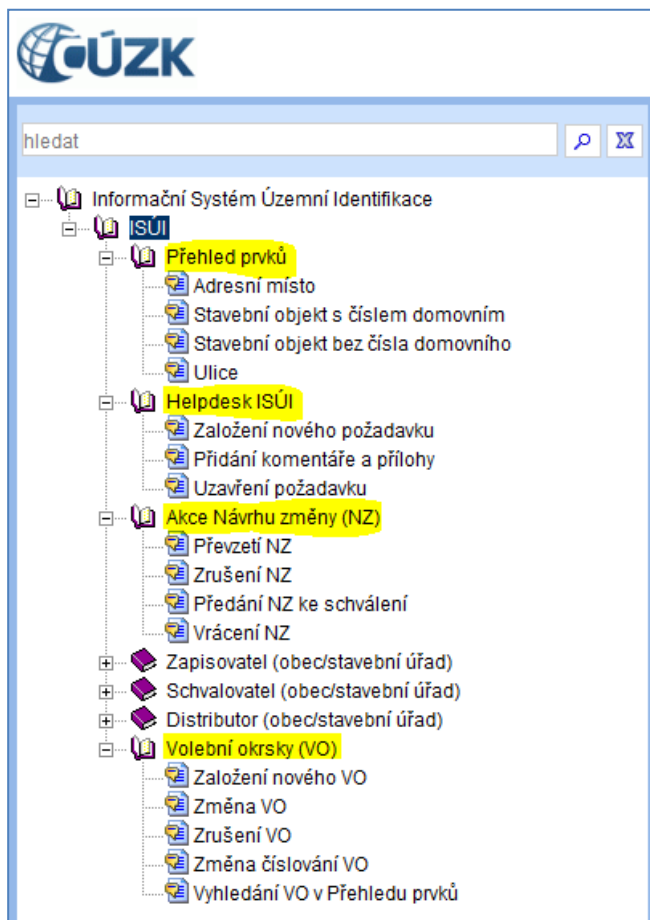 ČÚZK
hledat
Informační Systém Územní Identifikace
ISÚI
Přehled prvků
Adresní místo
Stavební objekt s číslem domovním
Stavební objekt bez čísla domovního
Ulice
Helpdesk ISÚI
Založení nového požadavku
Přidání komentáře a přílohy
Uzavření požadavku
Akce Návrhu změny (NZ)
Převzetí NZ
Zrušení NZ
Předání NZ ke schválení
Vrácení NZ
Zapisovatel (obec/stavební úřad)
Schvalovatel (obec/stavební úřad)
Distributor (obec/stavební úřad)
Volební okrsky (VO)
Založení nového VO
Změna VO
Zrušení VO
Změna číslování VO
Vyhledání VO v Přehledu prvků